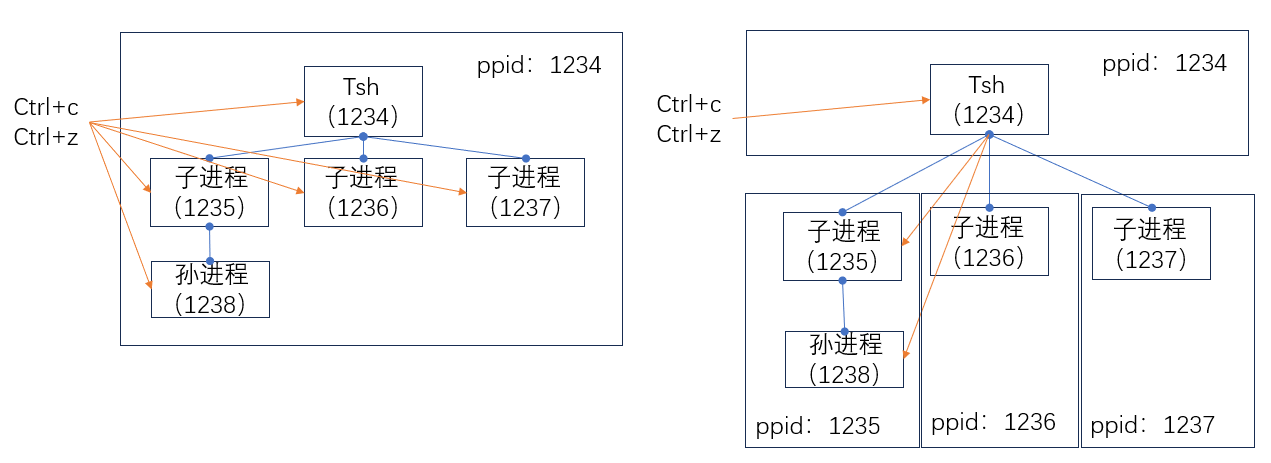 ppid：1234
Tsh
（1234）
Ctrl+c
Ctrl+z
子进程
（1235）
子进程
（1236）
子进程
（1237）
孙进程
（1238）
ppid：1234
Tsh
（1234）
Ctrl+c
Ctrl+z
子进程
（1235）
子进程
（1236）
子进程
（1237）
孙进程
（1238）
ppid：1235
ppid：1236
ppid：1237